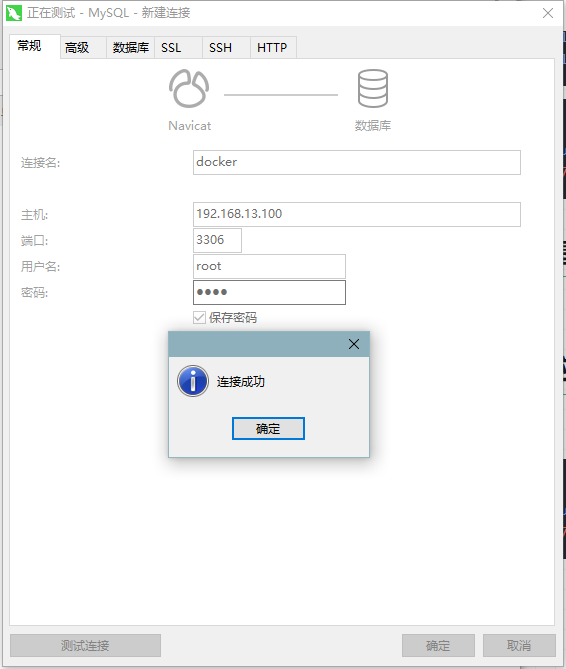 正在测试 - MySQL - 新建连接
常规 高级 数据库 SSL SSH HTTP
Navicat 数据库
连接名: docker
主机: 192.168.13.100
端口: 3306
用户名: root
密码: ●●●●
保存密码
连接成功
确定
测试连接 确定 取消